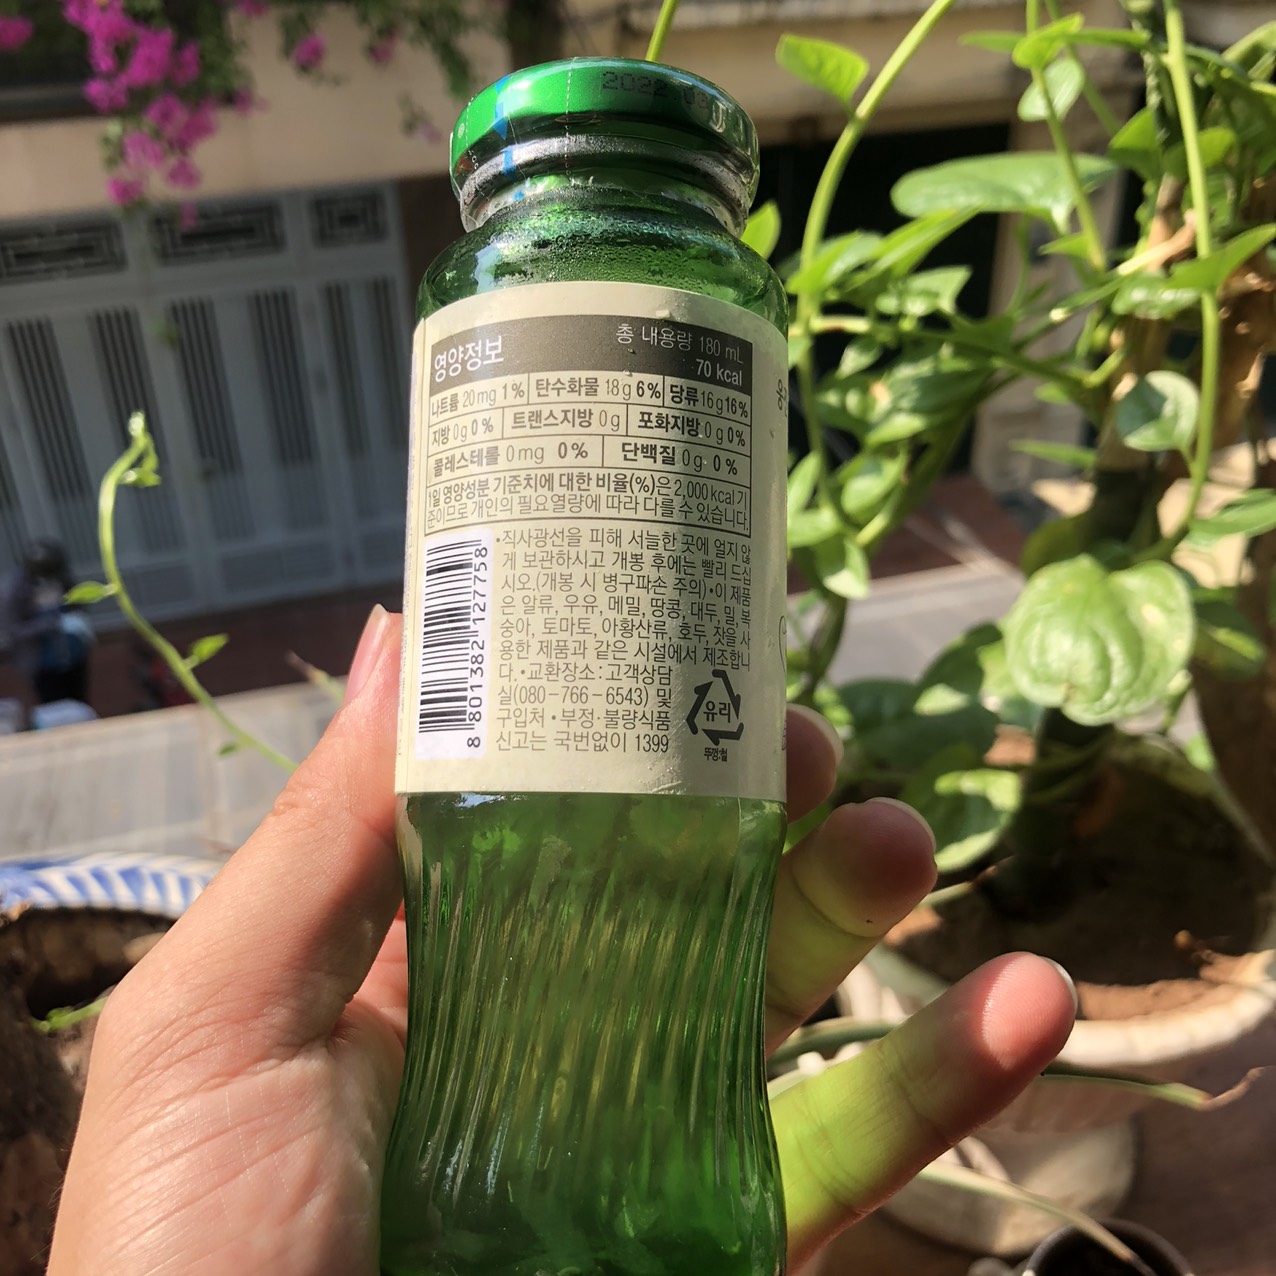 영양정보
총 내용량 180 mL
70 kcal
나트륨 20mg 1% 탄수화물 18g 6% 당류 16g 16%
지방 0g 0% 트랜스지방 0g 포화지방 0g 0%
콜레스테롤 0mg 0% 단백질 0g 0%
1일 영양성분 기준치에 대한 비율(%)은 2,000 kcal 기
준이므로 개인의 필요열량에 따라 다를 수 있습니다.
•직사광선을 피해 서늘한 곳에 얼지 않
게 보관하시고 개봉 후에는 빨리 드십
시오.(개봉 시 병구파손 주의)•이 제품
은 알류, 우유, 메밀, 땅콩, 대두, 밀, 복
숭아, 토마토, 아황산류, 호두, 잣을 사
용한 제품과 같은 시설에서 제조합니
다.•교환장소 : 고객상담
실(080-766-6543) 및
구입처•부정·불량식품
신고는 국번없이 1399
8 801382 127758
유리
뚜껑:철